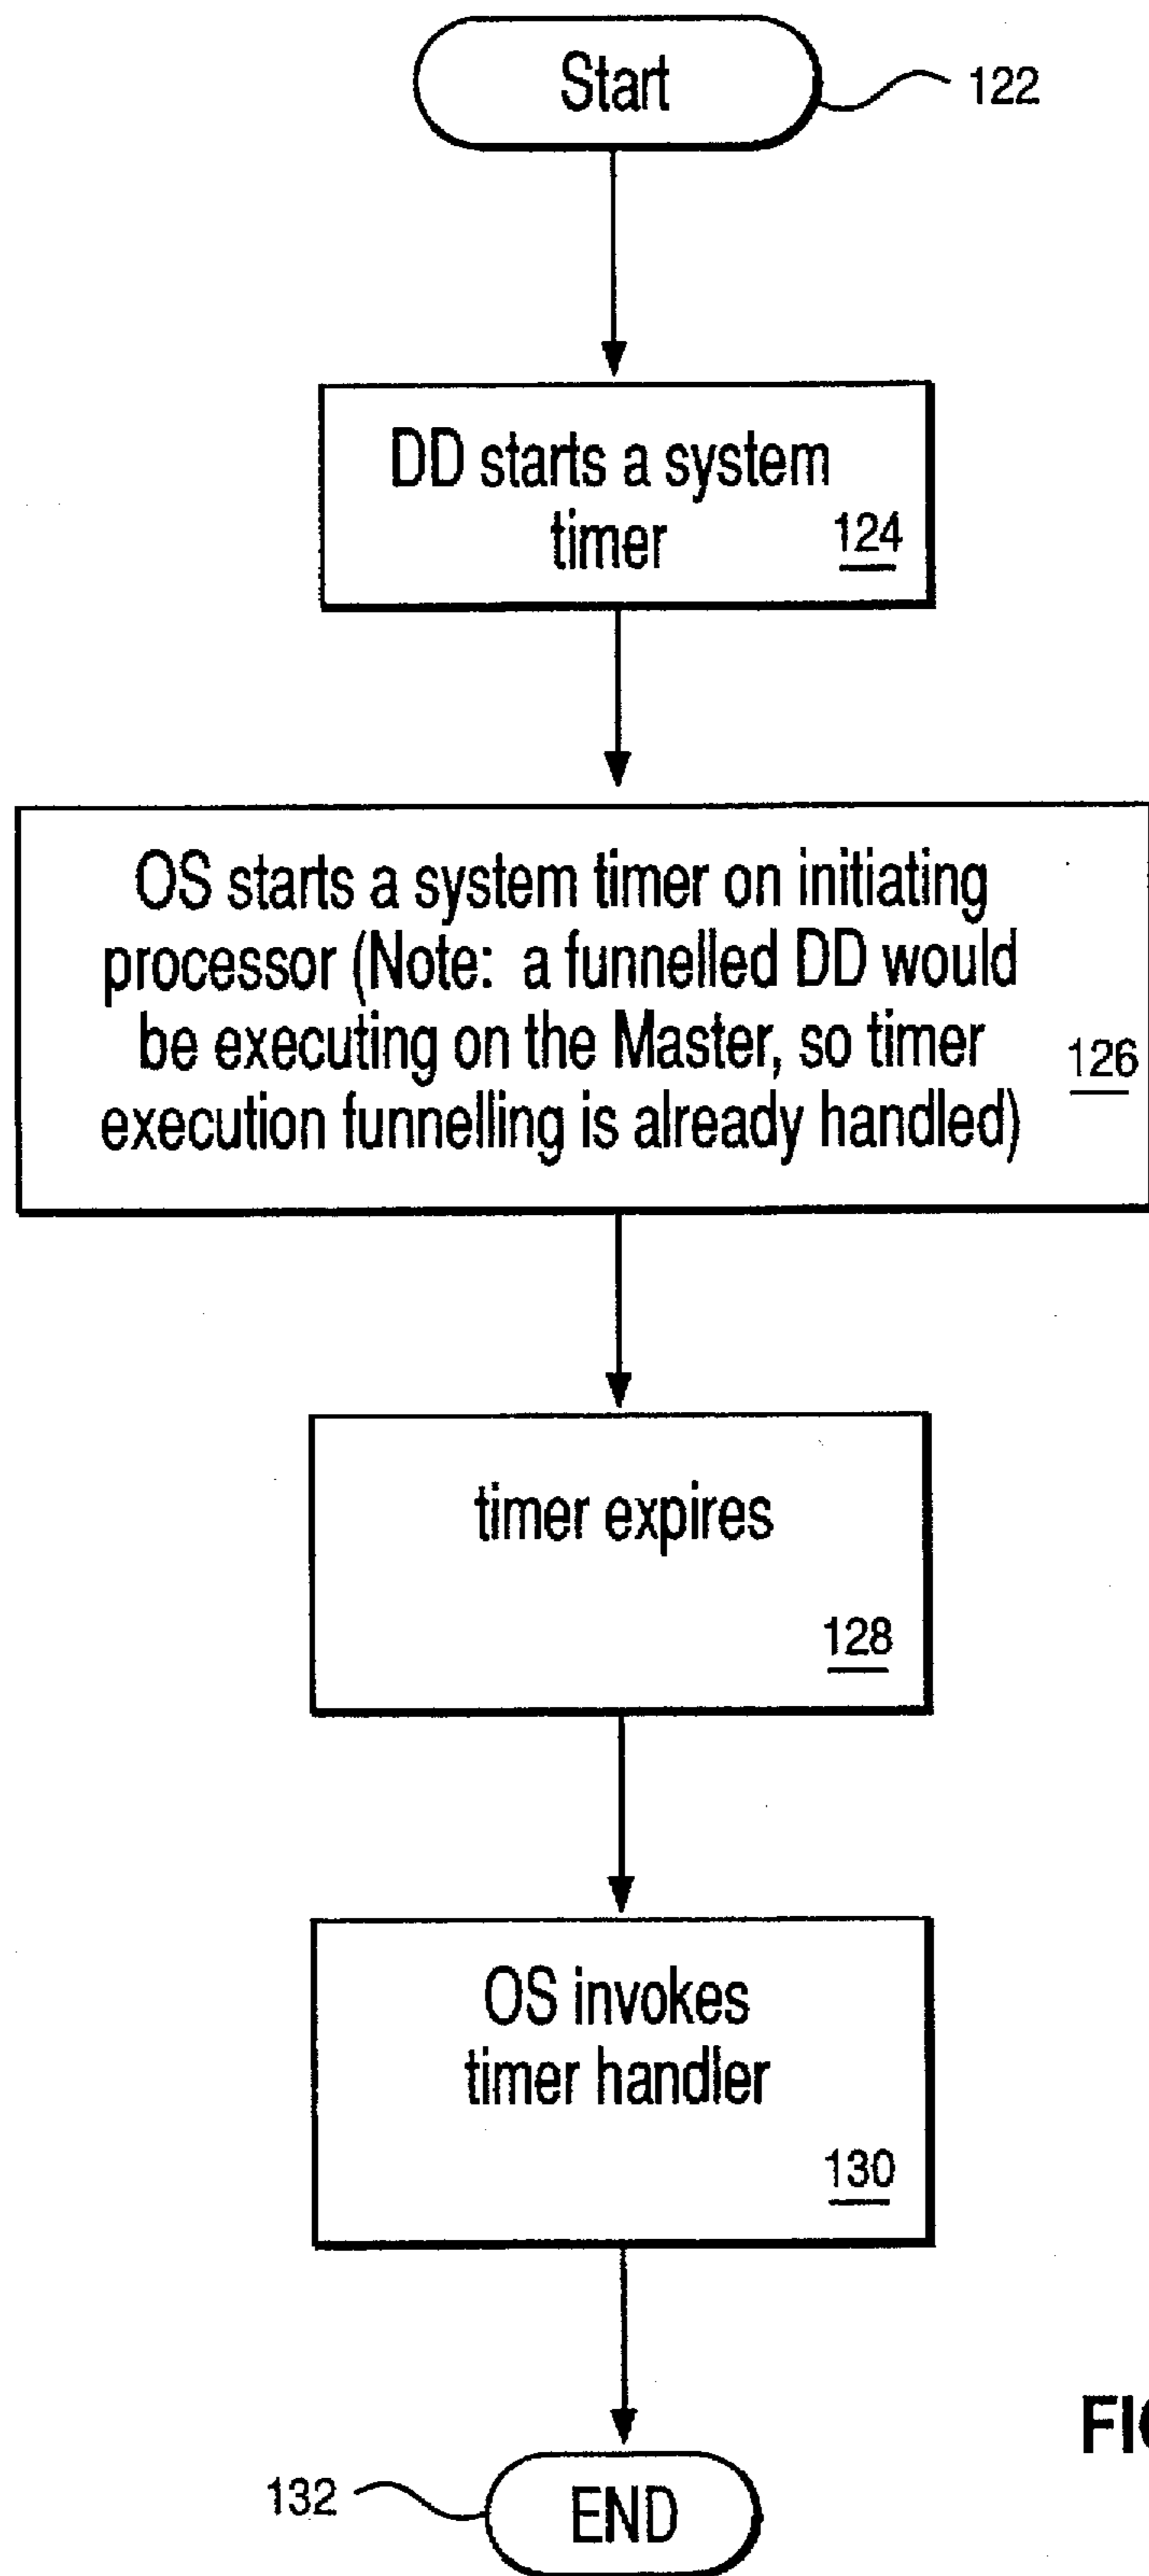 Start
122
DD starts a system
timer
124
OS starts a system timer on initiating
processor (Note: a funnelled DD would
be executing on the Master, so timer
execution funnelling is already handled)
126
timer expires
128
OS invokes
timer handler
130
132
END